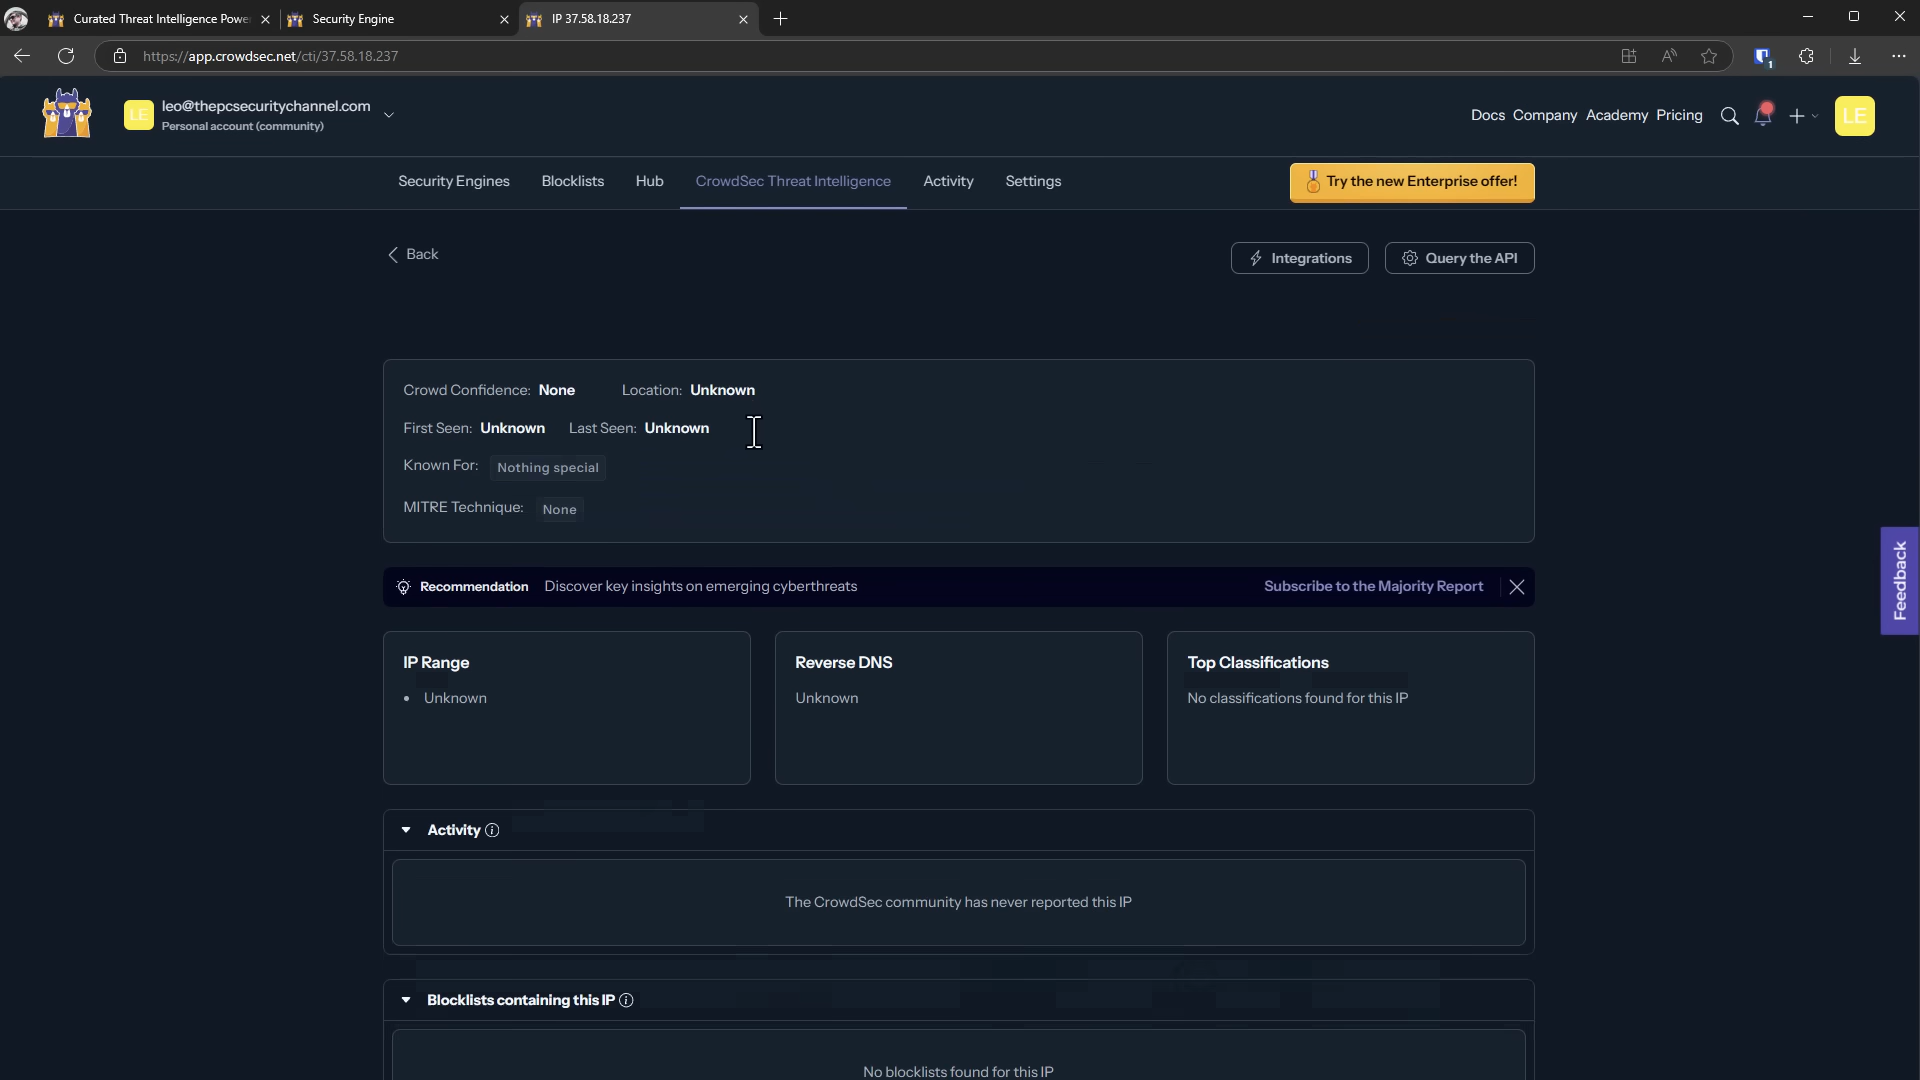 Curated Threat Intelligence Powe
Security Engine
IP 37.58.18.237
https://app.crowdsec.net/cti/37.58.18.237
1
LE
leo@thepcsecuritychannel.com
Personal account (community)
Docs Company Academy Pricing
LE
Security Engines Blocklists Hub CrowdSec Threat Intelligence Activity Settings
Try the new Enterprise offer!
Back
Integrations
Query the API
Crowd Confidence: None Location: Unknown
First Seen: Unknown Last Seen: Unknown
Known For: Nothing special
MITRE Technique: None
Recommendation Discover key insights on emerging cyberthreats Subscribe to the Majority Report
Feedback
IP Range
Unknown
Reverse DNS
Unknown
Top Classifications
No classifications found for this IP
Activity
The CrowdSec community has never reported this IP
Blocklists containing this IP
No blocklists found for this IP